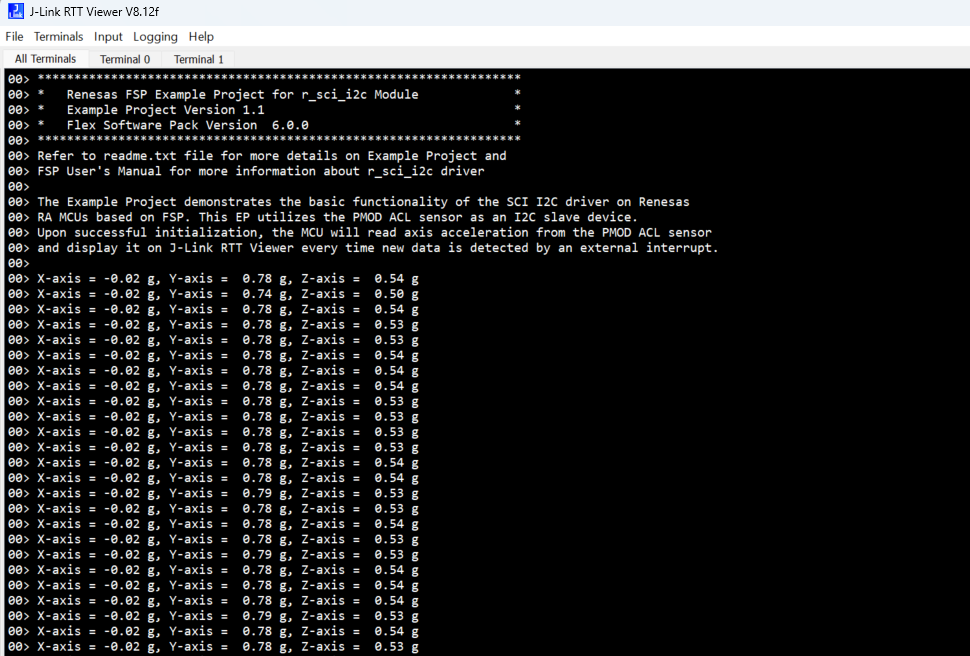 J-Link RTT Viewer V8.12f
File Terminals Input Logging Help
All Terminals Terminal 0 Terminal 1
00> ******************************************************************
00> *   Renesas FSP Example Project for r_sci_i2c Module             *
00> *   Example Project Version 1.1                                  *
00> *   Flex Software Pack Version  6.0.0                            *
00> ******************************************************************
00> Refer to readme.txt file for more details on Example Project and
00> FSP User's Manual for more information about r_sci_i2c driver
00>
00> The Example Project demonstrates the basic functionality of the SCI I2C driver on Renesas
00> RA MCUs based on FSP. This EP utilizes the PMOD ACL sensor as an I2C slave device.
00> Upon successful initialization, the MCU will read axis acceleration from the PMOD ACL sensor
00> and display it on J-Link RTT Viewer every time new data is detected by an external interrupt.
00>
00> X-axis = -0.02 g, Y-axis =  0.78 g, Z-axis =  0.54 g
00> X-axis = -0.02 g, Y-axis =  0.74 g, Z-axis =  0.50 g
00> X-axis = -0.02 g, Y-axis =  0.78 g, Z-axis =  0.54 g
00> X-axis = -0.02 g, Y-axis =  0.78 g, Z-axis =  0.53 g
00> X-axis = -0.02 g, Y-axis =  0.78 g, Z-axis =  0.53 g
00> X-axis = -0.02 g, Y-axis =  0.78 g, Z-axis =  0.54 g
00> X-axis = -0.02 g, Y-axis =  0.78 g, Z-axis =  0.54 g
00> X-axis = -0.02 g, Y-axis =  0.78 g, Z-axis =  0.54 g
00> X-axis = -0.02 g, Y-axis =  0.78 g, Z-axis =  0.53 g
00> X-axis = -0.02 g, Y-axis =  0.78 g, Z-axis =  0.53 g
00> X-axis = -0.02 g, Y-axis =  0.78 g, Z-axis =  0.53 g
00> X-axis = -0.02 g, Y-axis =  0.78 g, Z-axis =  0.53 g
00> X-axis = -0.02 g, Y-axis =  0.78 g, Z-axis =  0.54 g
00> X-axis = -0.02 g, Y-axis =  0.78 g, Z-axis =  0.54 g
00> X-axis = -0.02 g, Y-axis =  0.79 g, Z-axis =  0.53 g
00> X-axis = -0.02 g, Y-axis =  0.78 g, Z-axis =  0.53 g
00> X-axis = -0.02 g, Y-axis =  0.78 g, Z-axis =  0.54 g
00> X-axis = -0.02 g, Y-axis =  0.78 g, Z-axis =  0.53 g
00> X-axis = -0.02 g, Y-axis =  0.79 g, Z-axis =  0.53 g
00> X-axis = -0.02 g, Y-axis =  0.78 g, Z-axis =  0.54 g
00> X-axis = -0.02 g, Y-axis =  0.78 g, Z-axis =  0.54 g
00> X-axis = -0.02 g, Y-axis =  0.78 g, Z-axis =  0.54 g
00> X-axis = -0.02 g, Y-axis =  0.79 g, Z-axis =  0.53 g
00> X-axis = -0.02 g, Y-axis =  0.78 g, Z-axis =  0.54 g
00> X-axis = -0.02 g, Y-axis =  0.78 g, Z-axis =  0.53 g